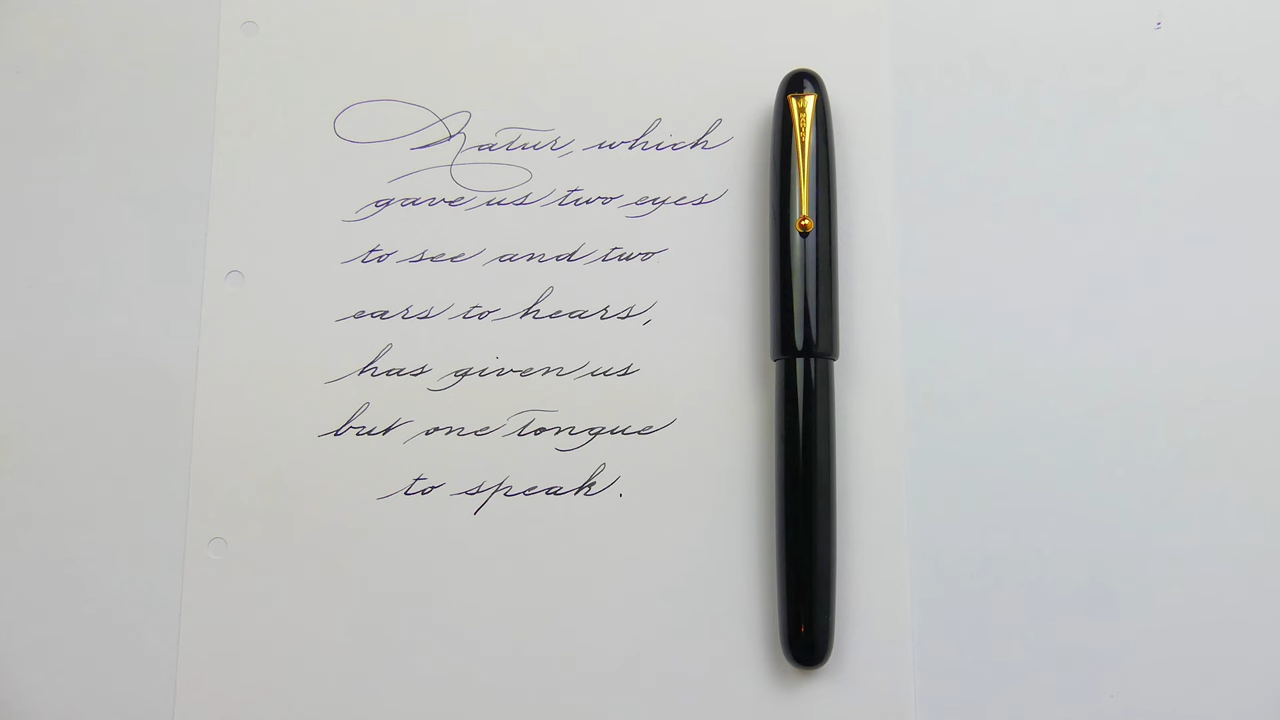 Natur, which
gave us two eyes
to see and two
ears to hears,
has given us
but one tongue
to speak.
NAMIKI